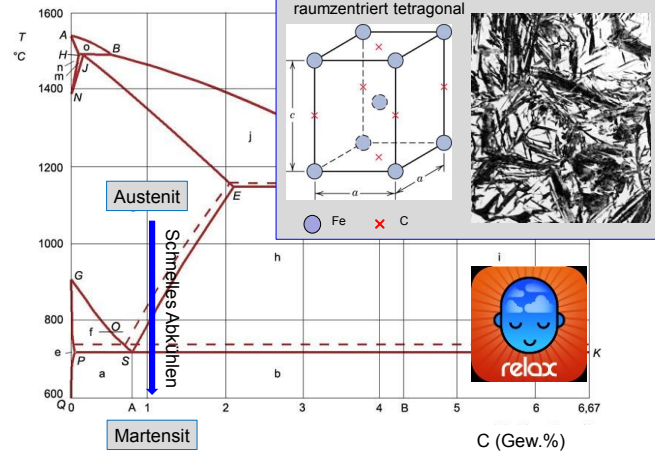 raumzentriert tetragonal
c
a
a
Fe
C
T
°C
1600
1400
1200
1000
800
600
A
H
o
B
n
J
m
N
j
E
Austenit
Schnelles Abkühlen
h
i
G
f
O
e
P
S
K
a
b
Q
0
A
1
2
3
4
B
5
6
6,67
Martensit
C (Gew.%)
relax